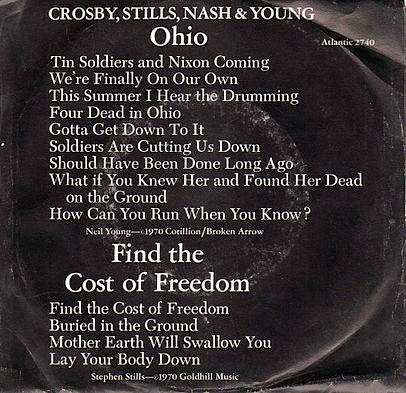 CROSBY, STILLS, NASH & YOUNG
Ohio
Atlantic 2740
Tin Soldiers and Nixon Coming
We're Finally On Our Own
This Summer I Hear the Drumming
Four Dead in Ohio
Gotta Get Down To It
Soldiers Are Cutting Us Down
Should Have Been Done Long Ago
What if You Knew Her and Found Her Dead
on the Ground
How Can You Run When You Know?
Neil Young—©1970 Cotillion/Broken Arrow
Find the
Cost of Freedom
Find the Cost of Freedom
Buried in the Ground
Mother Earth Will Swallow You
Lay Your Body Down
Stephen Stills—©1970 Goldhill Music